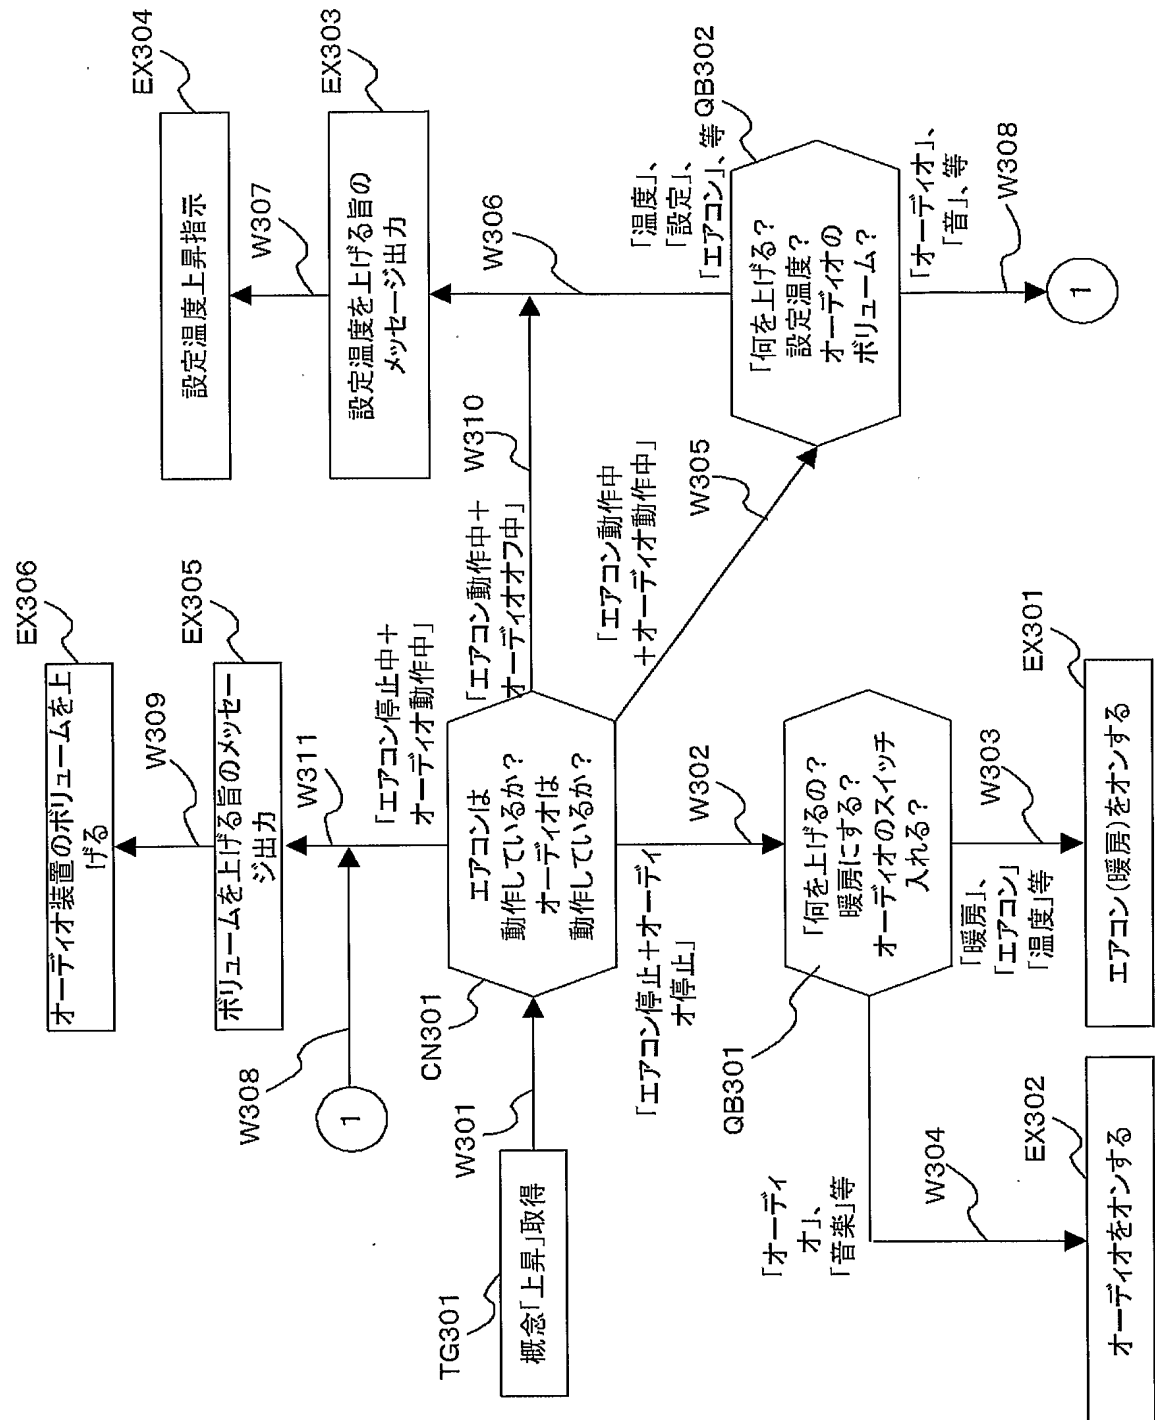 EX306
オーディオ装置のボリュームを上
げる
W309
EX305
ボリュームを上げる旨のメッセー
ジ出力
W311
「エアコン停止中＋
オーディオ動作中」
W308
1
EX304
設定温度上昇指示
W307
EX303
設定温度を上げる旨の
メッセージ出力
W306
「エアコン動作中＋
オーディオオフ中」
W310
TG301
概念「上昇」取得
W301
CN301
エアコンは
動作しているか？
オーディオは
動作しているか？
「エアコン動作中
＋オーディオ動作中」
W305
「温度」、
「設定」、
「エアコン」、等
QB302
「何を上げる？
設定温度？
オーディオの
ボリューム？
「オーディオ」、
「音」、等
W308
1
「エアコン停止＋オーディ
オ停止」
W302
QB301
「何を上げるの？
暖房にする？
オーディオのスイッチ
入れる？
「オーディ
オ」、
「音楽」等
W304
EX302
オーディオをオンする
「暖房」、
「エアコン」
「温度」等
W303
EX301
エアコン（暖房）をオンする